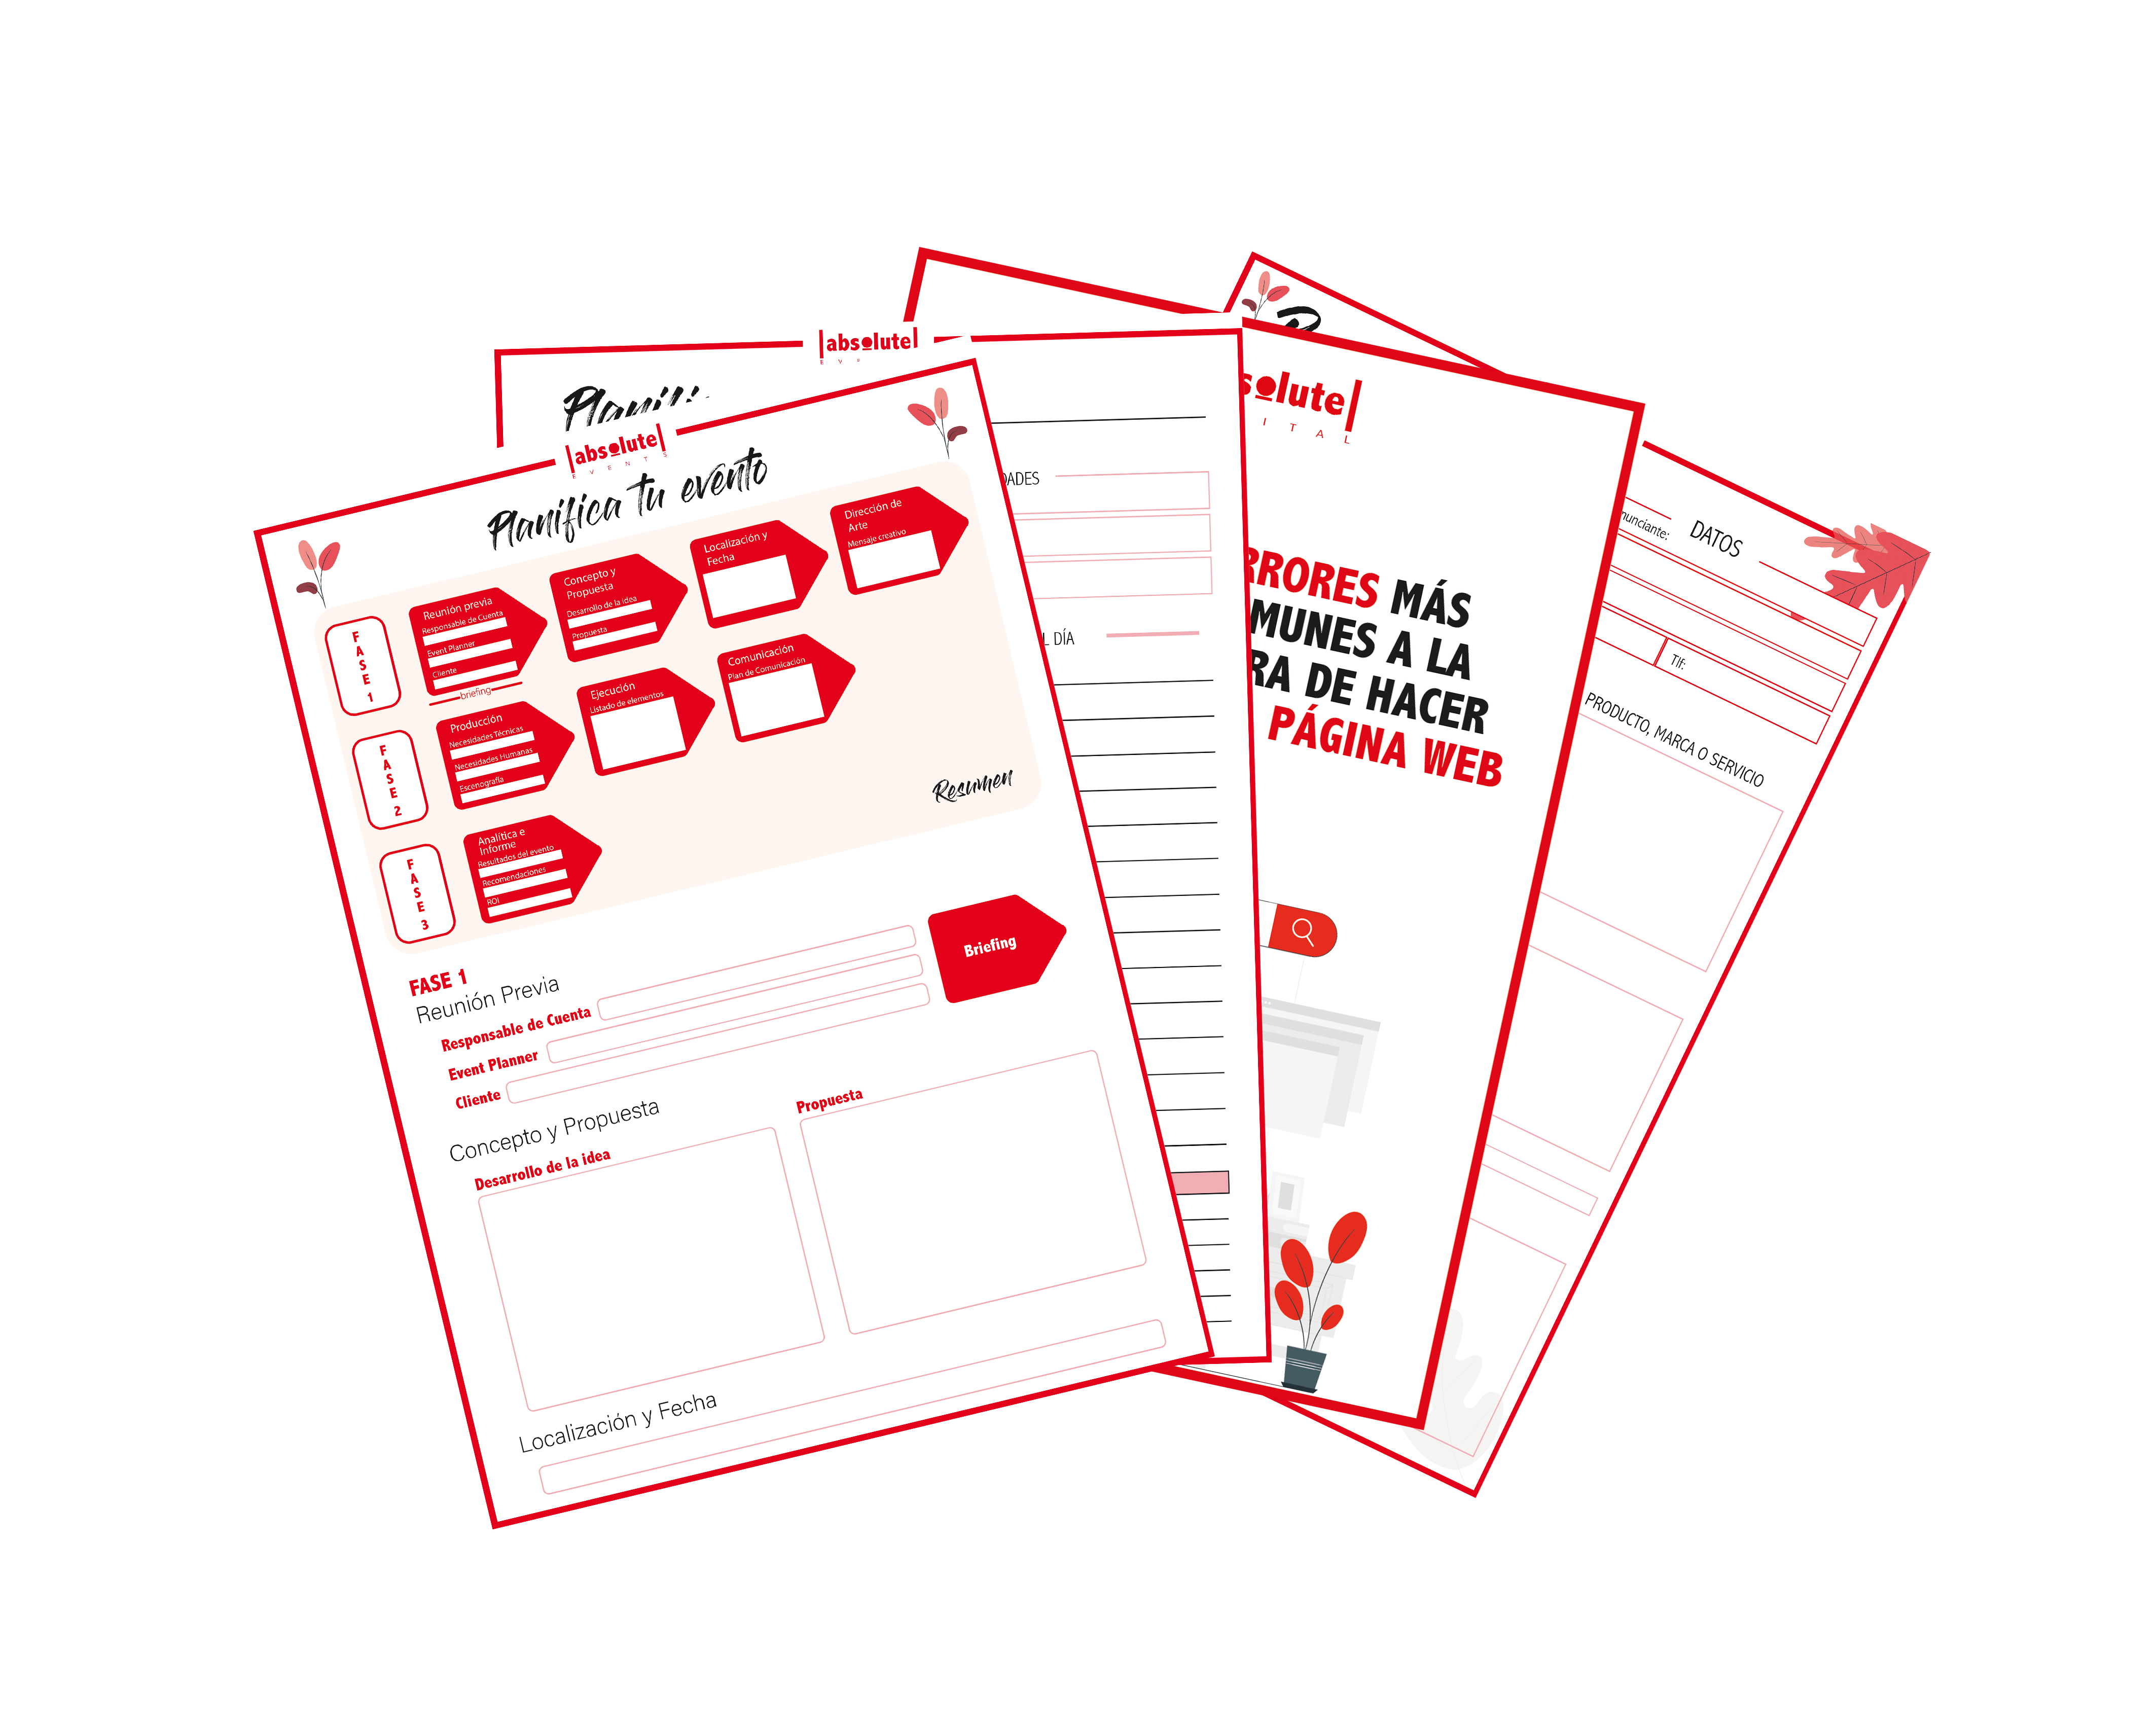 |absolute|
EVENTS
Planifica tu evento
FASE 1
Reunión previa
Responsable de Cuenta
Event Planner
Cliente
briefing
Concepto y
Propuesta
Desarrollo de la idea
Propuesta
Localización y
Fecha
Dirección de
Arte
Mensaje creativo
FASE 2
Producción
Necesidades Técnicas
Necesidades Humanas
Escenografía
Ejecución
Listado de elementos
Comunicación
Plan de Comunicación
FASE 3
Analítica e
Informe
Resultados del evento
Recomendaciones
ROI
Resumen
FASE 1
Reunión Previa
Responsable de Cuenta
Event Planner
Cliente
Briefing
Concepto y Propuesta
Desarrollo de la idea
Propuesta
Localización y Fecha
|absolute|
EV
DADES
L DÍA
solute|
ITAL
RRORES MÁS
MUNES A LA
RA DE HACER
PÁGINA WEB
DATOS
nunciante:
Tlf:
PRODUCTO, MARCA O SERVICIO